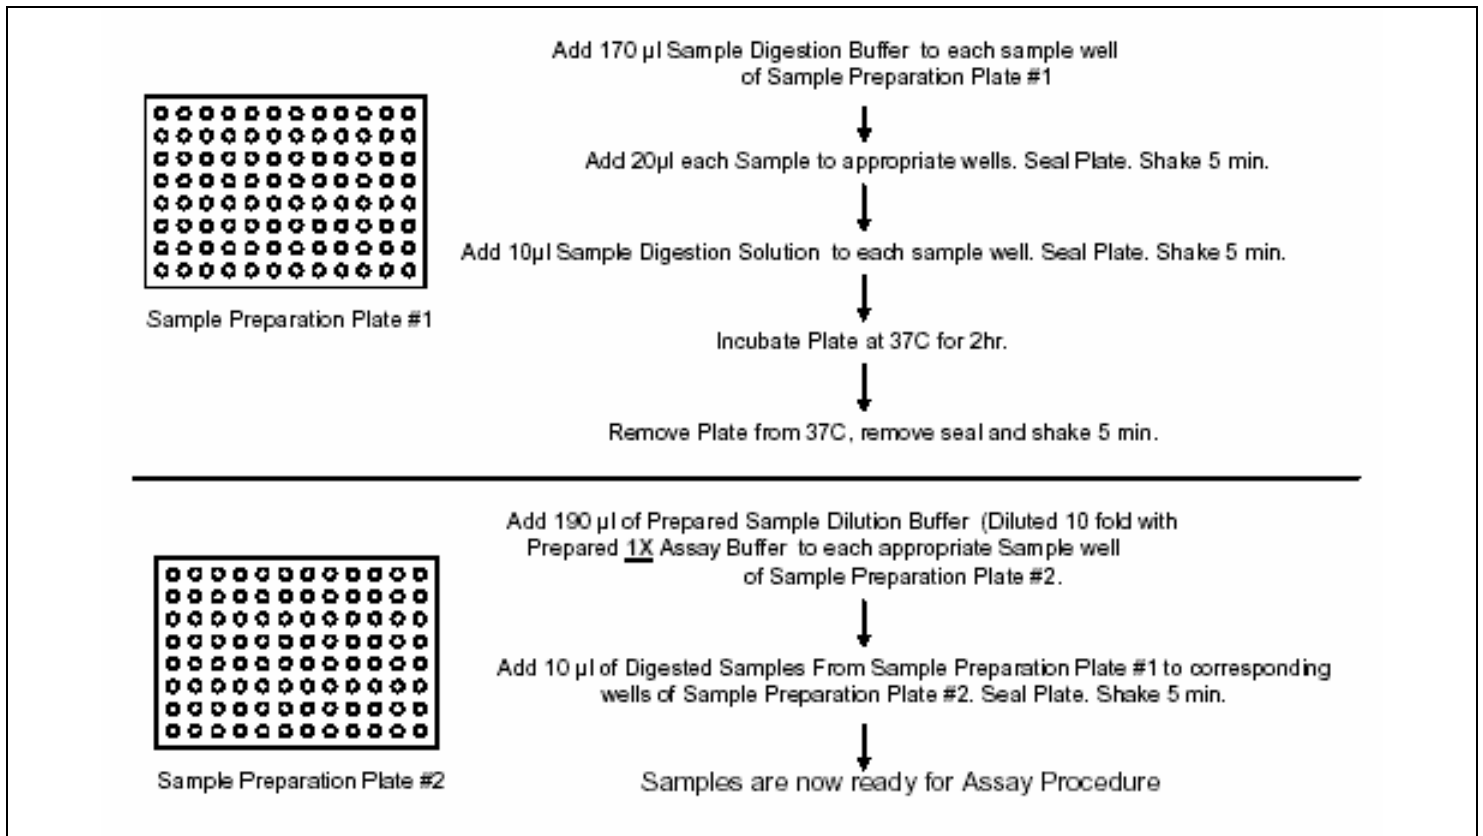 Add 170 µl Sample Digestion Buffer to each sample well
of Sample Preparation Plate #1
Add 20µl each Sample to appropriate wells. Seal Plate. Shake 5 min.
Add 10µl Sample Digestion Solution to each sample well. Seal Plate. Shake 5 min.
Sample Preparation Plate #1
Incubate Plate at 37C for 2hr.
Remove Plate from 37C, remove seal and shake 5 min.
Add 190 µl of Prepared Sample Dilution Buffer (Diluted 10 fold with
Prepared 1X Assay Buffer to each appropriate Sample well
of Sample Preparation Plate #2.
Add 10 µl of Digested Samples From Sample Preparation Plate #1 to corresponding
wells of Sample Preparation Plate #2. Seal Plate. Shake 5 min.
Sample Preparation Plate #2
Samples are now ready for Assay Procedure